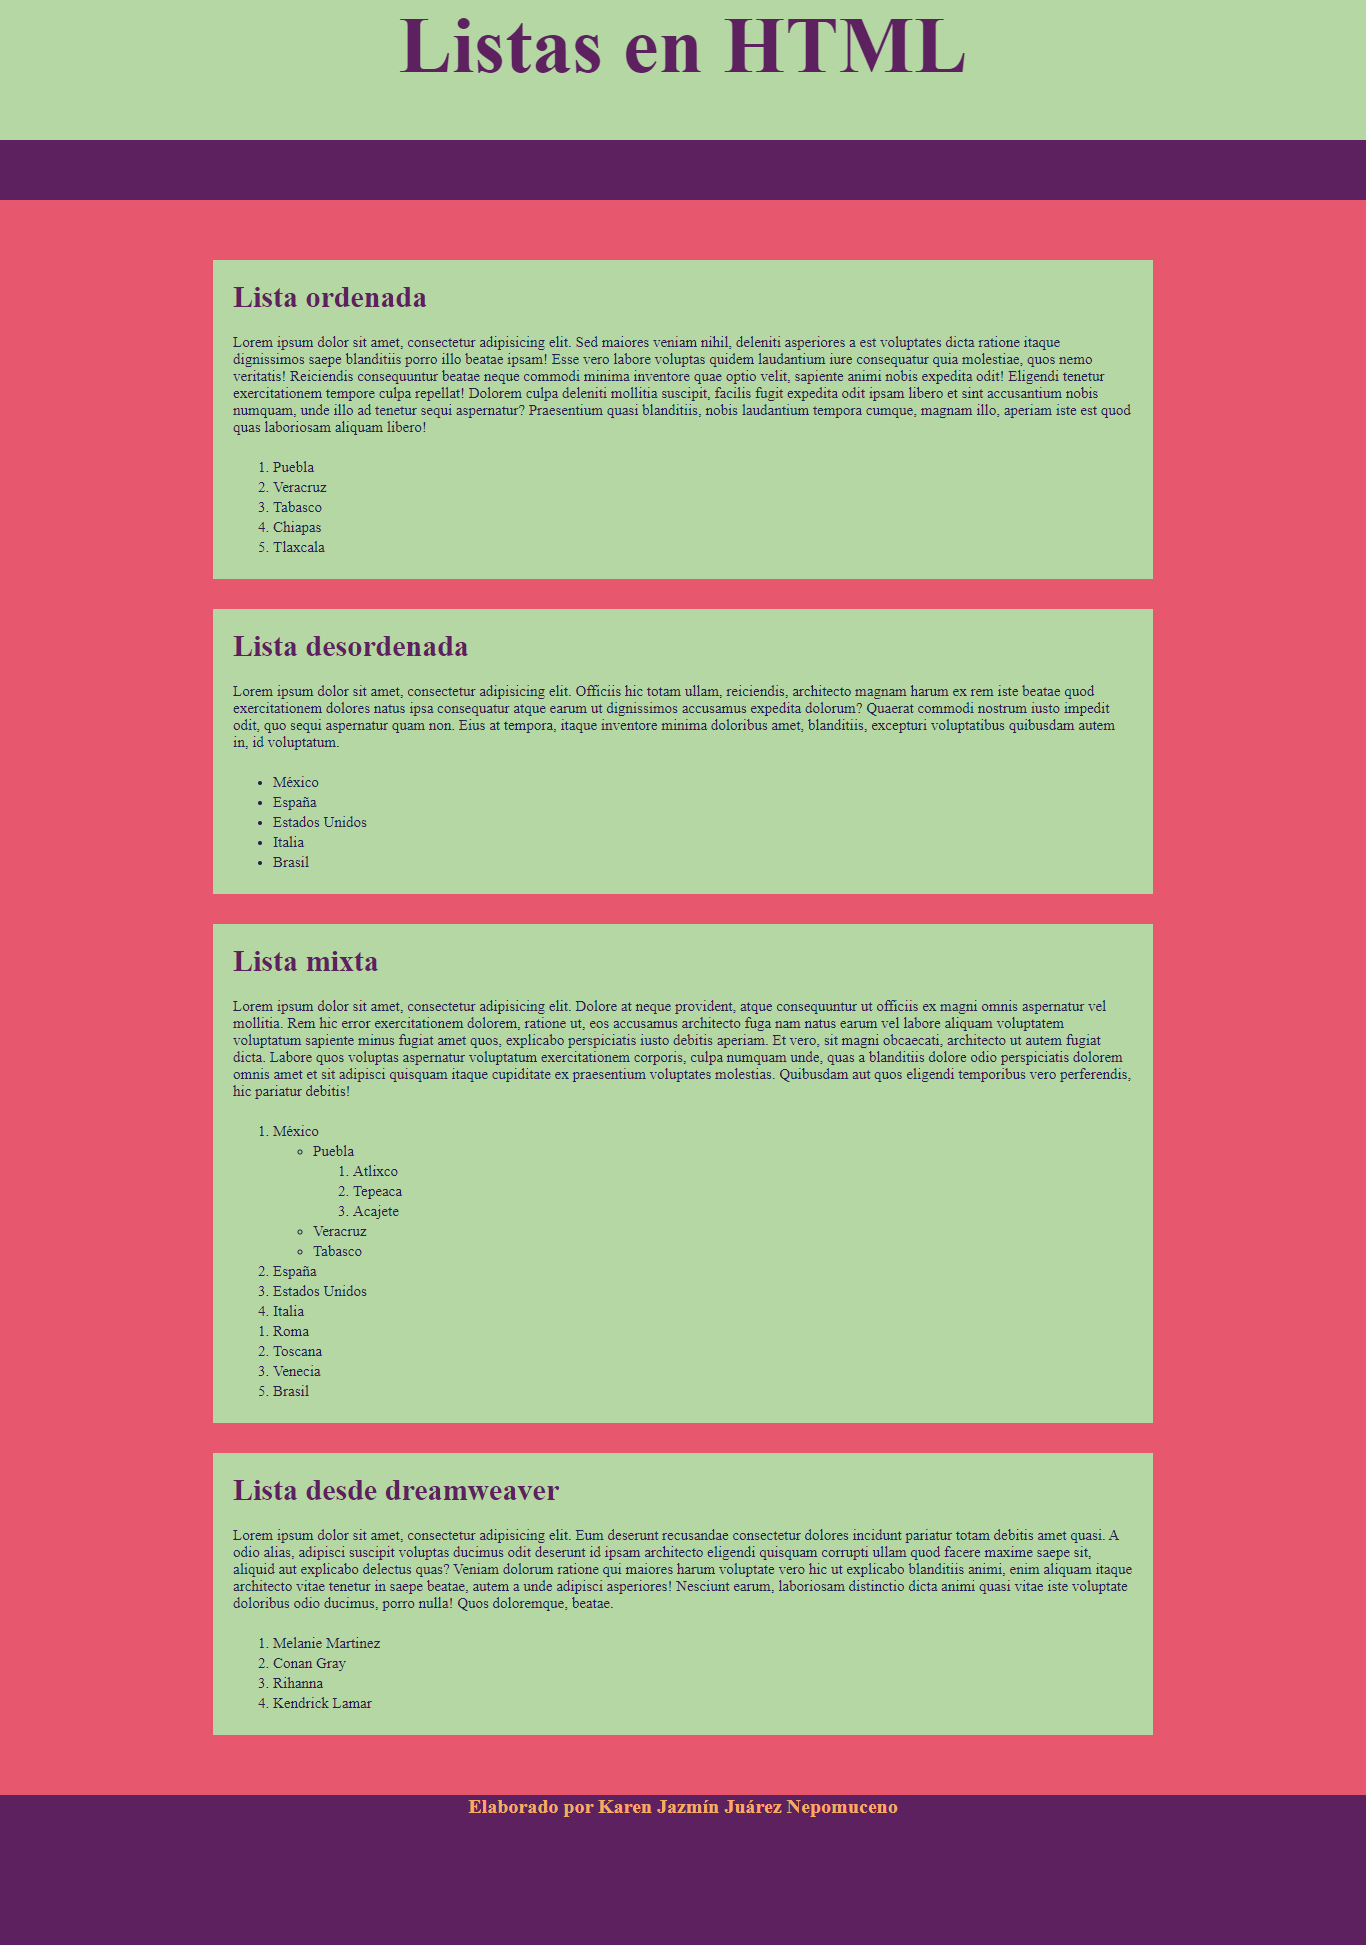 Listas en HTML
Lista ordenada
Lorem ipsum dolor sit amet, consectetur adipisicing elit. Sed maiores veniam nihil, deleniti asperiores a est voluptates dicta ratione itaque
dignissimos saepe blanditiis porro illo beatae ipsam! Esse vero labore voluptas quidem laudantium iure consequatur quia molestiae, quos nemo
veritatis! Reiciendis consequuntur beatae neque commodi minima inventore quae optio velit, sapiente animi nobis expedita odit! Eligendi tenetur
exercitationem tempore culpa repellat! Dolorem culpa deleniti mollitia suscipit, facilis fugit expedita odit ipsam libero et sint accusantium nobis
numquam, unde illo ad tenetur sequi aspernatur? Praesentium quasi blanditiis, nobis laudantium tempora cumque, magnam illo, aperiam iste est quod
quas laboriosam aliquam libero!
1. Puebla
2. Veracruz
3. Tabasco
4. Chiapas
5. Tlaxcala
Lista desordenada
Lorem ipsum dolor sit amet, consectetur adipisicing elit. Officiis hic totam ullam, reiciendis, architecto magnam harum ex rem iste beatae quod
exercitationem dolores natus ipsa consequatur atque earum ut dignissimos accusamus expedita dolorum? Quaerat commodi nostrum iusto impedit
odit, quo sequi aspernatur quam non. Eius at tempora, itaque inventore minima doloribus amet, blanditiis, excepturi voluptatibus quibusdam autem
in, id voluptatum.
• México
• España
• Estados Unidos
• Italia
• Brasil
Lista mixta
Lorem ipsum dolor sit amet, consectetur adipisicing elit. Dolore at neque provident, atque consequuntur ut officiis ex magni omnis aspernatur vel
mollitia. Rem hic error exercitationem dolorem, ratione ut, eos accusamus architecto fuga nam natus earum vel labore aliquam voluptatem
voluptatum sapiente minus fugiat amet quos, explicabo perspiciatis iusto debitis aperiam. Et vero, sit magni obcaecati, architecto ut autem fugiat
dicta. Labore quos voluptas aspernatur voluptatum exercitationem corporis, culpa numquam unde, quas a blanditiis dolore odio perspiciatis dolorem
omnis amet et sit adipisci quisquam itaque cupiditate ex praesentium voluptates molestias. Quibusdam aut quos eligendi temporibus vero perferendis,
hic pariatur debitis!
1. México
◦ Puebla
1. Atlixco
2. Tepeaca
3. Acajete
◦ Veracruz
◦ Tabasco
2. España
3. Estados Unidos
4. Italia
1. Roma
2. Toscana
3. Venecia
5. Brasil
Lista desde dreamweaver
Lorem ipsum dolor sit amet, consectetur adipisicing elit. Eum deserunt recusandae consectetur dolores incidunt pariatur totam debitis amet quasi. A
odio alias, adipisci suscipit voluptas ducimus odit deserunt id ipsam architecto eligendi quisquam corrupti ullam quod facere maxime saepe sit,
aliquid aut explicabo delectus quas? Veniam dolorum ratione qui maiores harum voluptate vero hic ut explicabo blanditiis animi, enim aliquam itaque
architecto vitae tenetur in saepe beatae, autem a unde adipisci asperiores! Nesciunt earum, laboriosam distinctio dicta animi quasi vitae iste voluptate
doloribus odio ducimus, porro nulla! Quos doloremque, beatae.
1. Melanie Martinez
2. Conan Gray
3. Rihanna
4. Kendrick Lamar
Elaborado por Karen Jazmín Juárez Nepomuceno